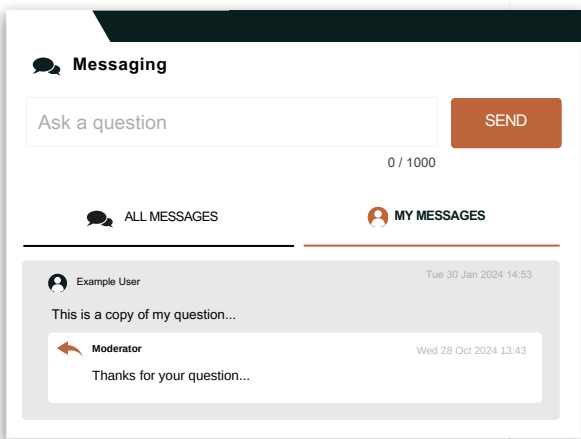 Messaging
Ask a question
SEND
0 / 1000
ALL MESSAGES
MY MESSAGES
Example User
Tue 30 Jan 2024 14:53
This is a copy of my question...
Moderator
Wed 28 Oct 2024 13:43
Thanks for your question...